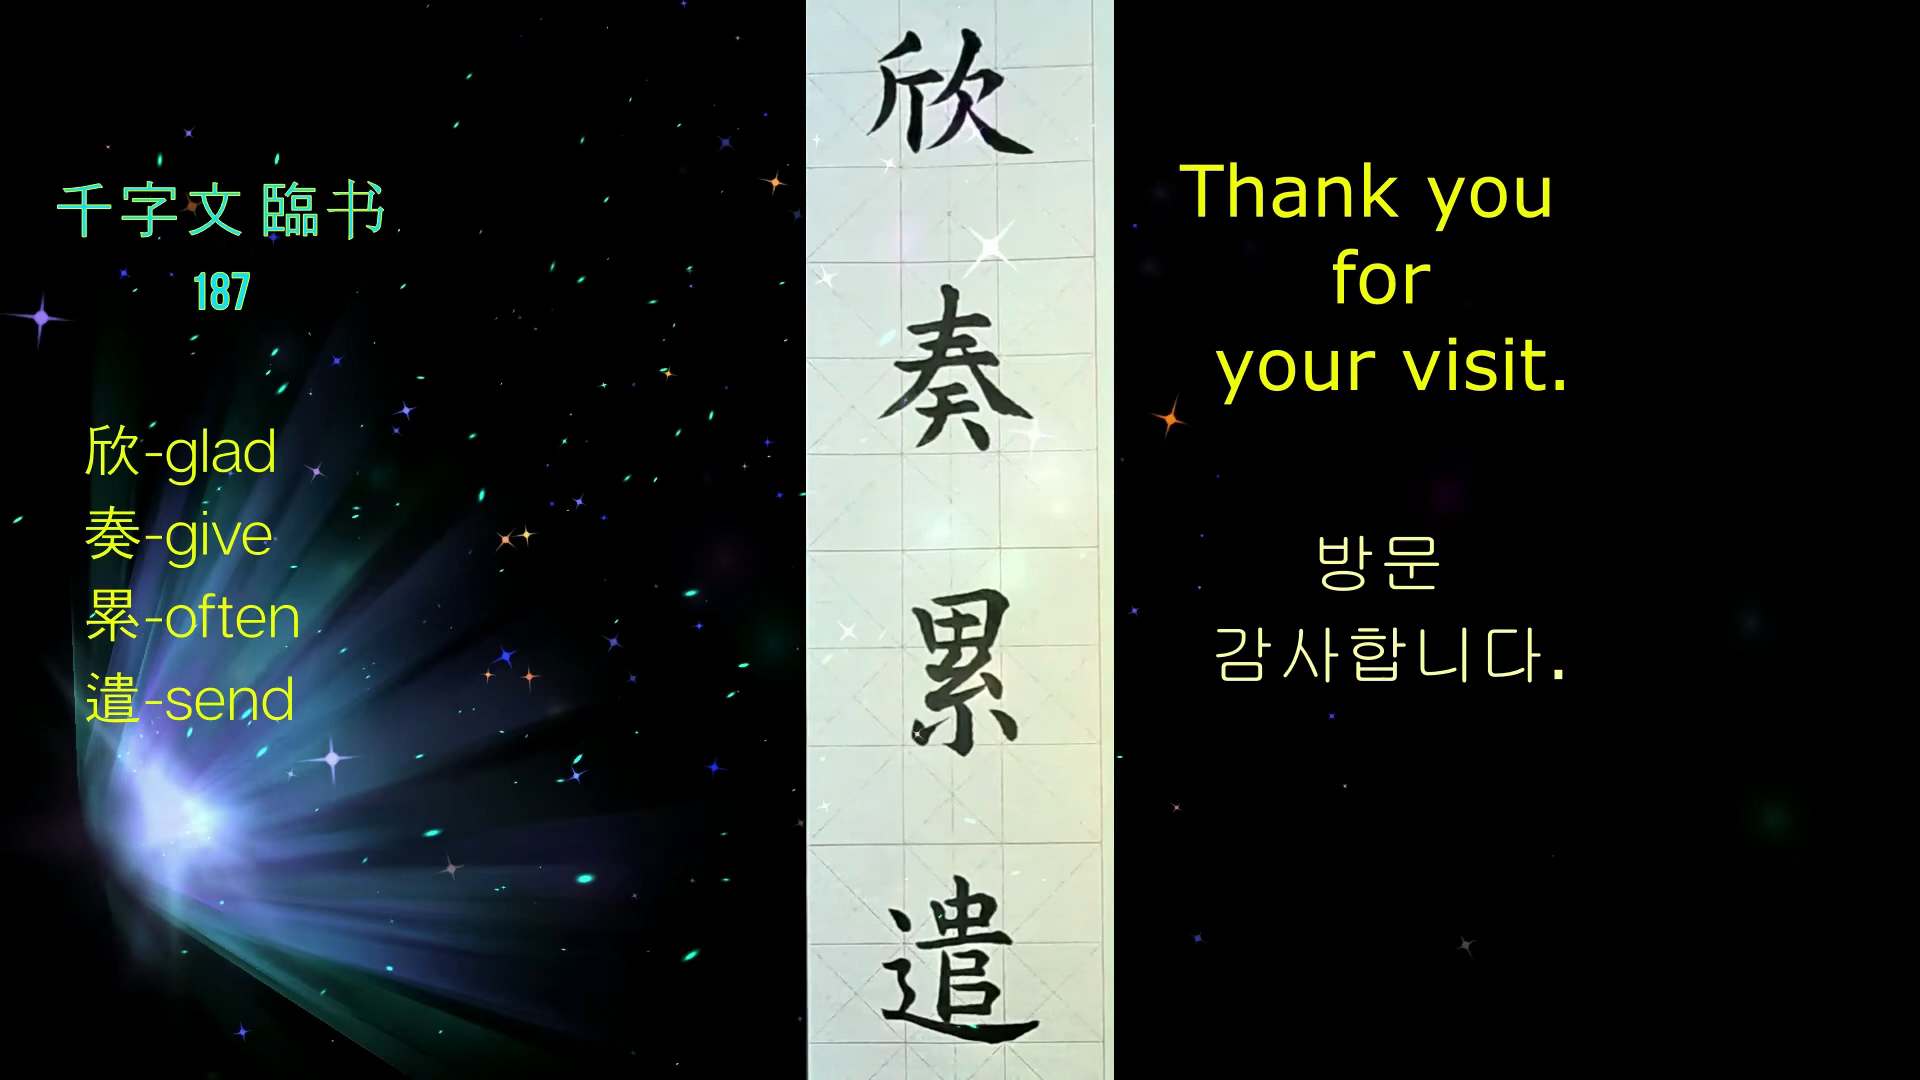 千字文 臨书
187
欣-glad
奏-give
累-often
遣-send
欣
奏
累
遣
Thank you
for
your visit.
방문
감사합니다.